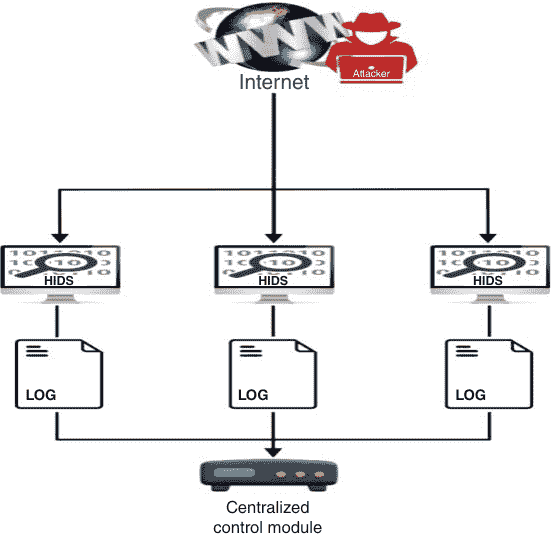 WWW
Attacker
Internet
HIDS
HIDS
HIDS
LOG
LOG
LOG
Centralized
control module